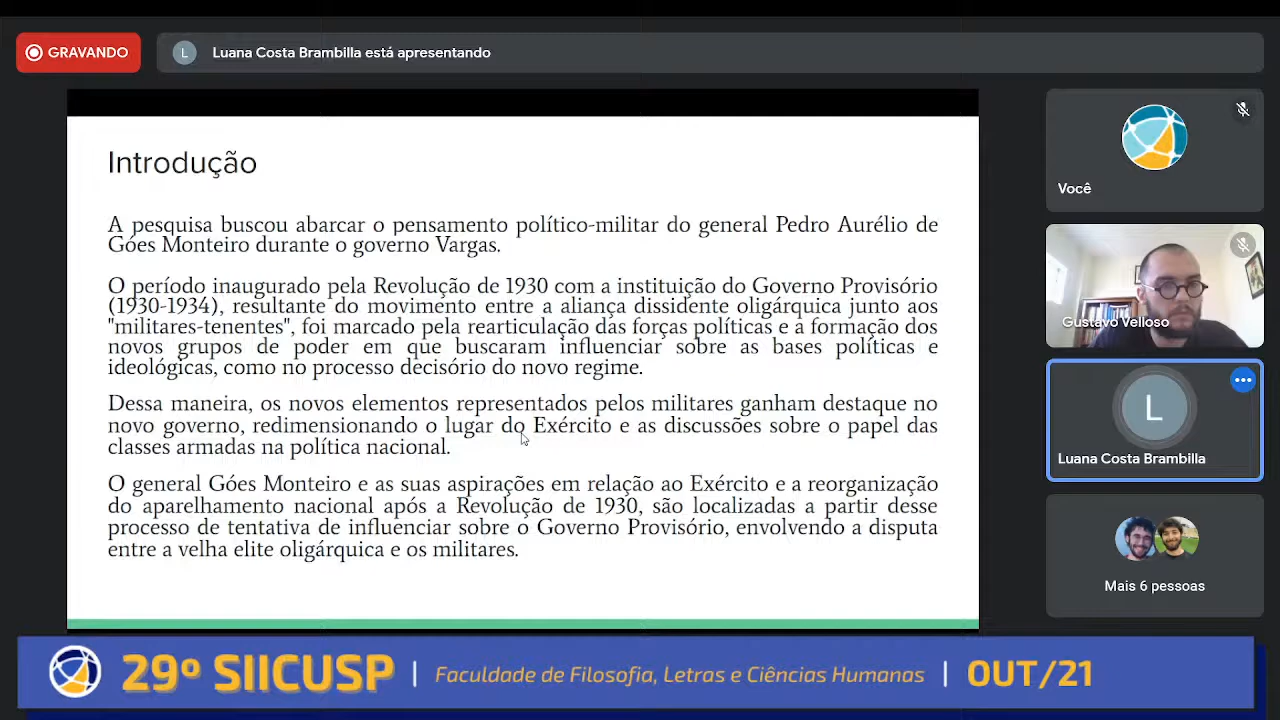 GRAVANDO
L
Luana Costa Brambilla está apresentando
Introdução
A pesquisa buscou abarcar o pensamento político-militar do general Pedro Aurélio de
Góes Monteiro durante o governo Vargas.
O período inaugurado pela Revolução de 1930 com a instituição do Governo Provisório
(1930-1934), resultante do movimento entre a aliança dissidente oligárquica junto aos
"militares-tenentes", foi marcado pela rearticulação das forças políticas e a formação dos
novos grupos de poder em que buscaram influenciar sobre as bases políticas e
ideológicas, como no processo decisório do novo regime.
Dessa maneira, os novos elementos representados pelos militares ganham destaque no
novo governo, redimensionando o lugar do Exército e as discussões sobre o papel das
classes armadas na política nacional.
O general Góes Monteiro e as suas aspirações em relação ao Exército e a reorganização
do aparelhamento nacional após a Revolução de 1930, são localizadas a partir desse
processo de tentativa de influenciar sobre o Governo Provisório, envolvendo a disputa
entre a velha elite oligárquica e os militares.
Você
Gustavo Velloso
L
Luana Costa Brambilla
Mais 6 pessoas
29º SIICUSP | Faculdade de Filosofia, Letras e Ciências Humanas | OUT/21